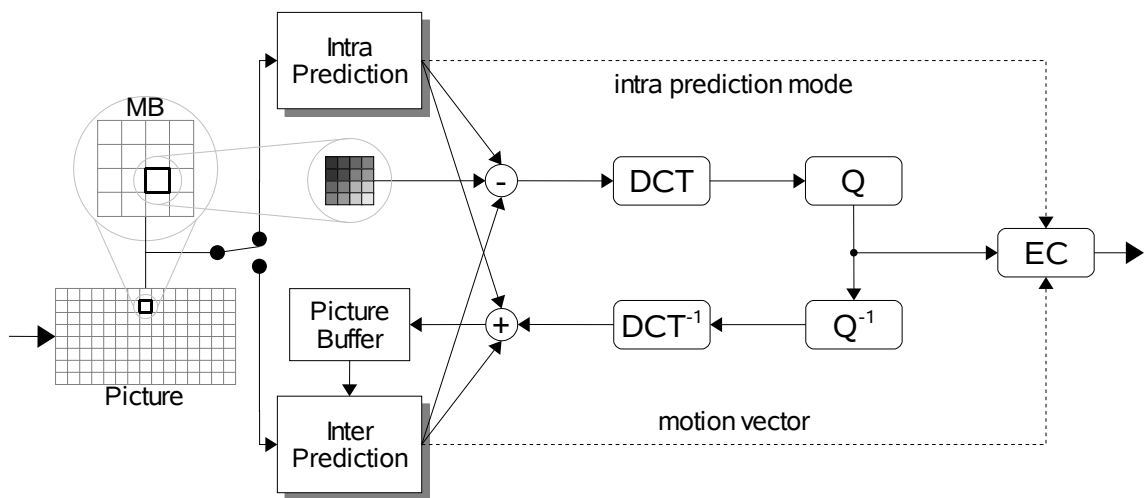 Intra
Prediction
intra prediction mode
MB
-
DCT
Q
EC
Picture
Buffer
+
DCT-1
Q-1
Picture
Inter
Prediction
motion vector